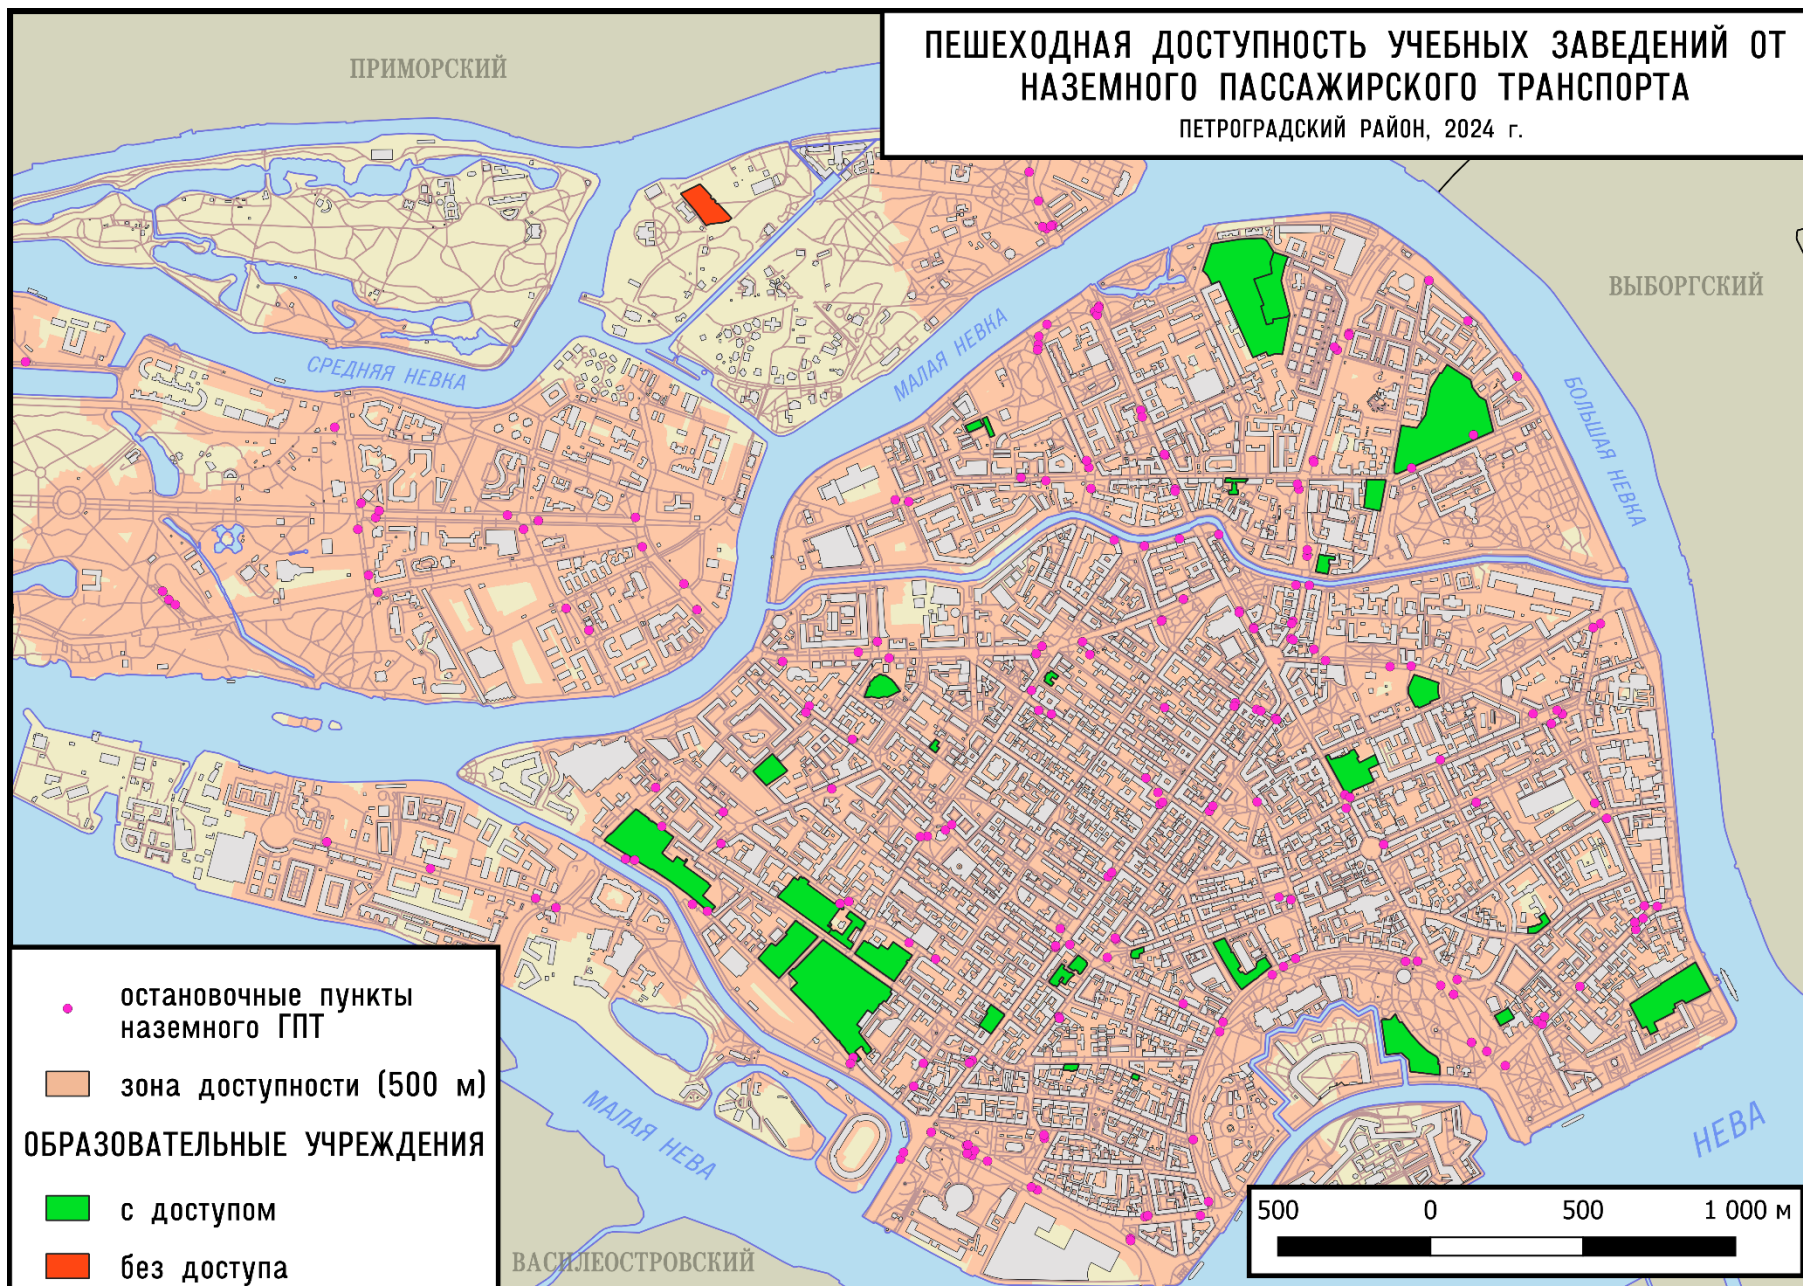 ПЕШЕХОДНАЯ ДОСТУПНОСТЬ УЧЕБНЫХ ЗАВЕДЕНИЙ ОТ
НАЗЕМНОГО ПАССАЖИРСКОГО ТРАНСПОРТА
ПЕТРОГРАДСКИЙ РАЙОН, 2024 г.
ПРИМОРСКИЙ
ВЫБОРГСКИЙ
СРЕДНЯЯ НЕВКА
МАЛАЯ НЕВКА
БОЛЬШАЯ НЕВКА
МАЛАЯ НЕВА
НЕВА
ВАСИЛЕОСТРОВСКИЙ
остановочные пункты
наземного ГПТ
зона доступности (500 м)
ОБРАЗОВАТЕЛЬНЫЕ УЧРЕЖДЕНИЯ
с доступом
без доступа
500 0 500 1 000 м